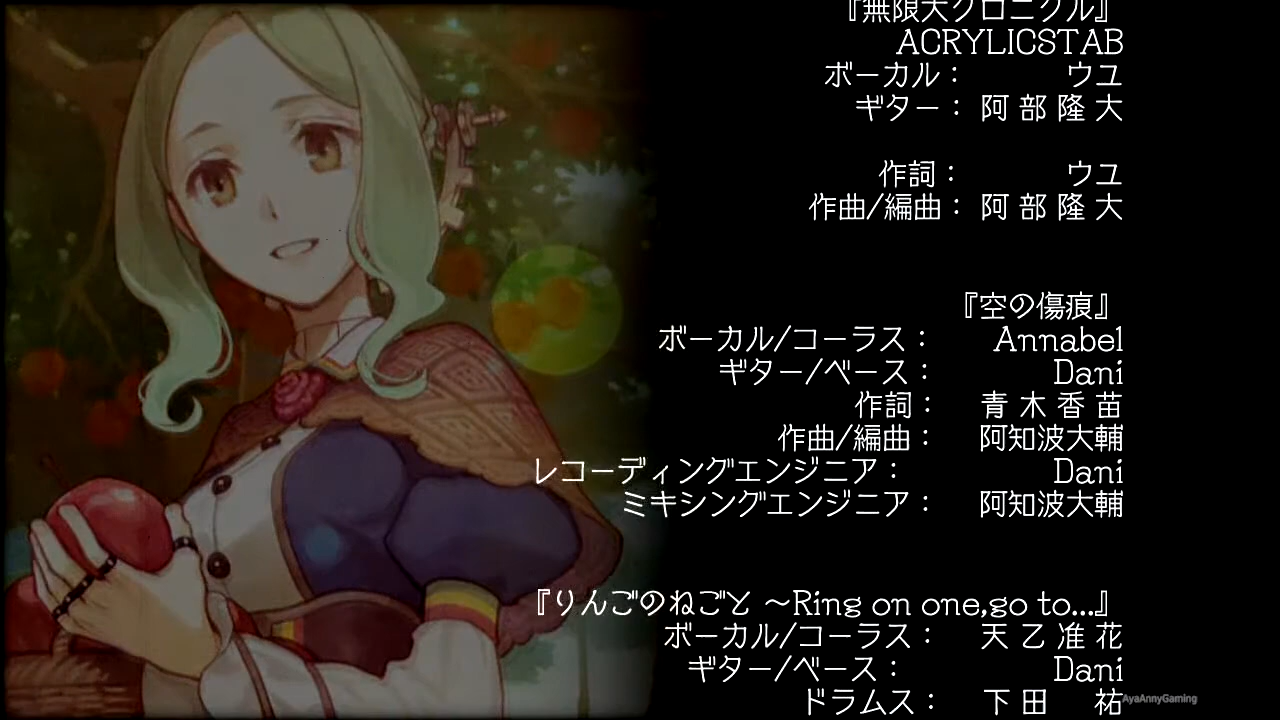 『無限大クロニクル』
ACRYLICSTAB
ボーカル： ウユ
ギター： 阿部隆大
作詞： ウユ
作曲/編曲： 阿部隆大
『空の傷痕』
ボーカル/コーラス： Annabel
ギター/ベース： Dani
作詞： 青木香苗
作曲/編曲： 阿知波大輔
レコーディングエンジニア： Dani
ミキシングエンジニア： 阿知波大輔
『りんごのねごと ～Ring on one,go to...』
ボーカル/コーラス： 天乙准花
ギター/ベース： Dani
ドラムス： 下田 祐
AyaAnnyGaming